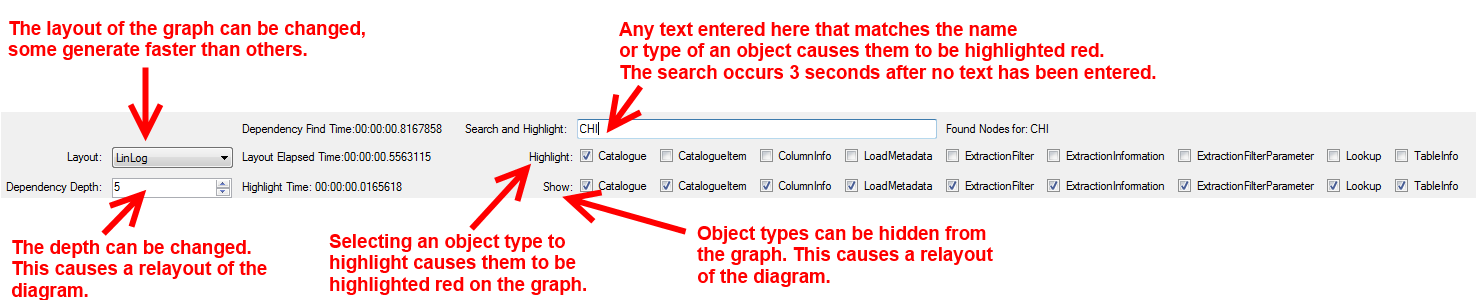 The layout of the graph can be changed,
some generate faster than others.
Any text entered here that matches the name
or type of an object causes them to be highlighted red.
The search occurs 3 seconds after no text has been entered.
Dependency Find Time:00:00:00.8167858
Search and Highlight: CHI
Found Nodes for: CHI
Layout: LinLog
Layout Elapsed Time:00:00:00.5563115
Highlight: Catalogue CatalogueItem ColumnInfo LoadMetadata ExtractionFilter ExtractionInformation ExtractionFilterParameter Lookup TableInfo
Dependency Depth: 5
Highlight Time: 00:00:00.0165618
Show: Catalogue CatalogueItem ColumnInfo LoadMetadata ExtractionFilter ExtractionInformation ExtractionFilterParameter Lookup TableInfo
The depth can be changed.
This causes a relayout of the
diagram.
Selecting an object type to
highlight causes them to be
highlighted red on the graph.
Object types can be hidden from
the graph. This causes a relayout
of the diagram.